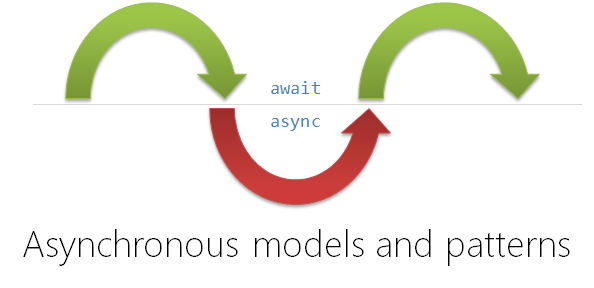 await
async
Asynchronous models and patterns